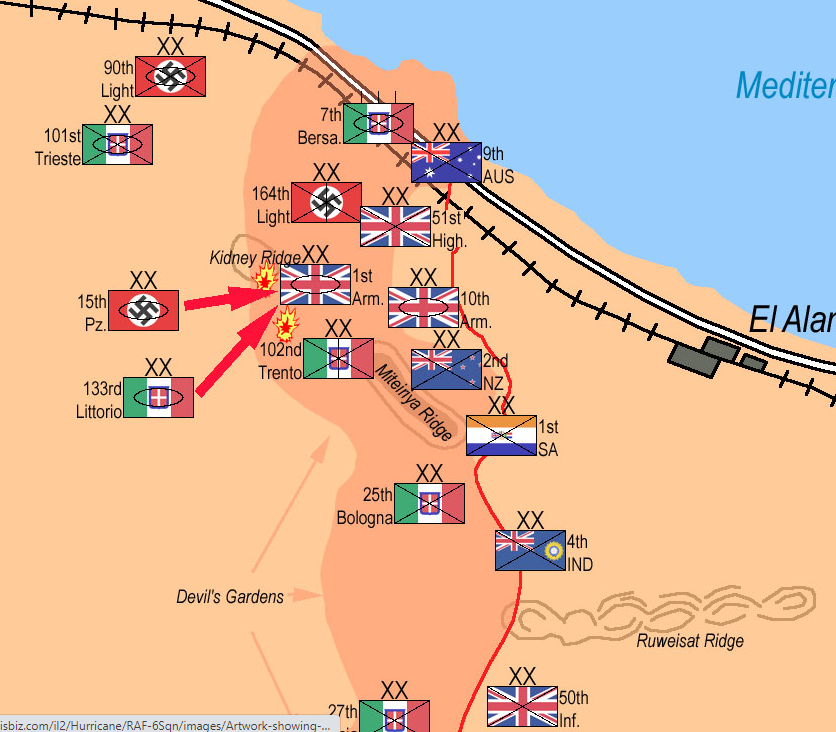 XX
90th
Light
XX
101st
Trieste
Mediter
7th
Bersa.
XX
9th
AUS
XX
164th
Light
XX
51st
High.
Kidney Ridge
XX
1st
Arm.
XX
15th
Pz.
XX
10th
Arm.
El Alar
XX
102nd
Trento
XX
2nd
NZ
XX
133rd
Littorio
Miteirya Ridge
XX
1st
SA
XX
25th
Bologna
XX
4th
IND
Devil's Gardens
Ruweisat Ridge
XX
27th
XX
50th
Inf.
isbiz.com/il2/Hurricane/RAF-6Sqn/images/Artwork-showing-...